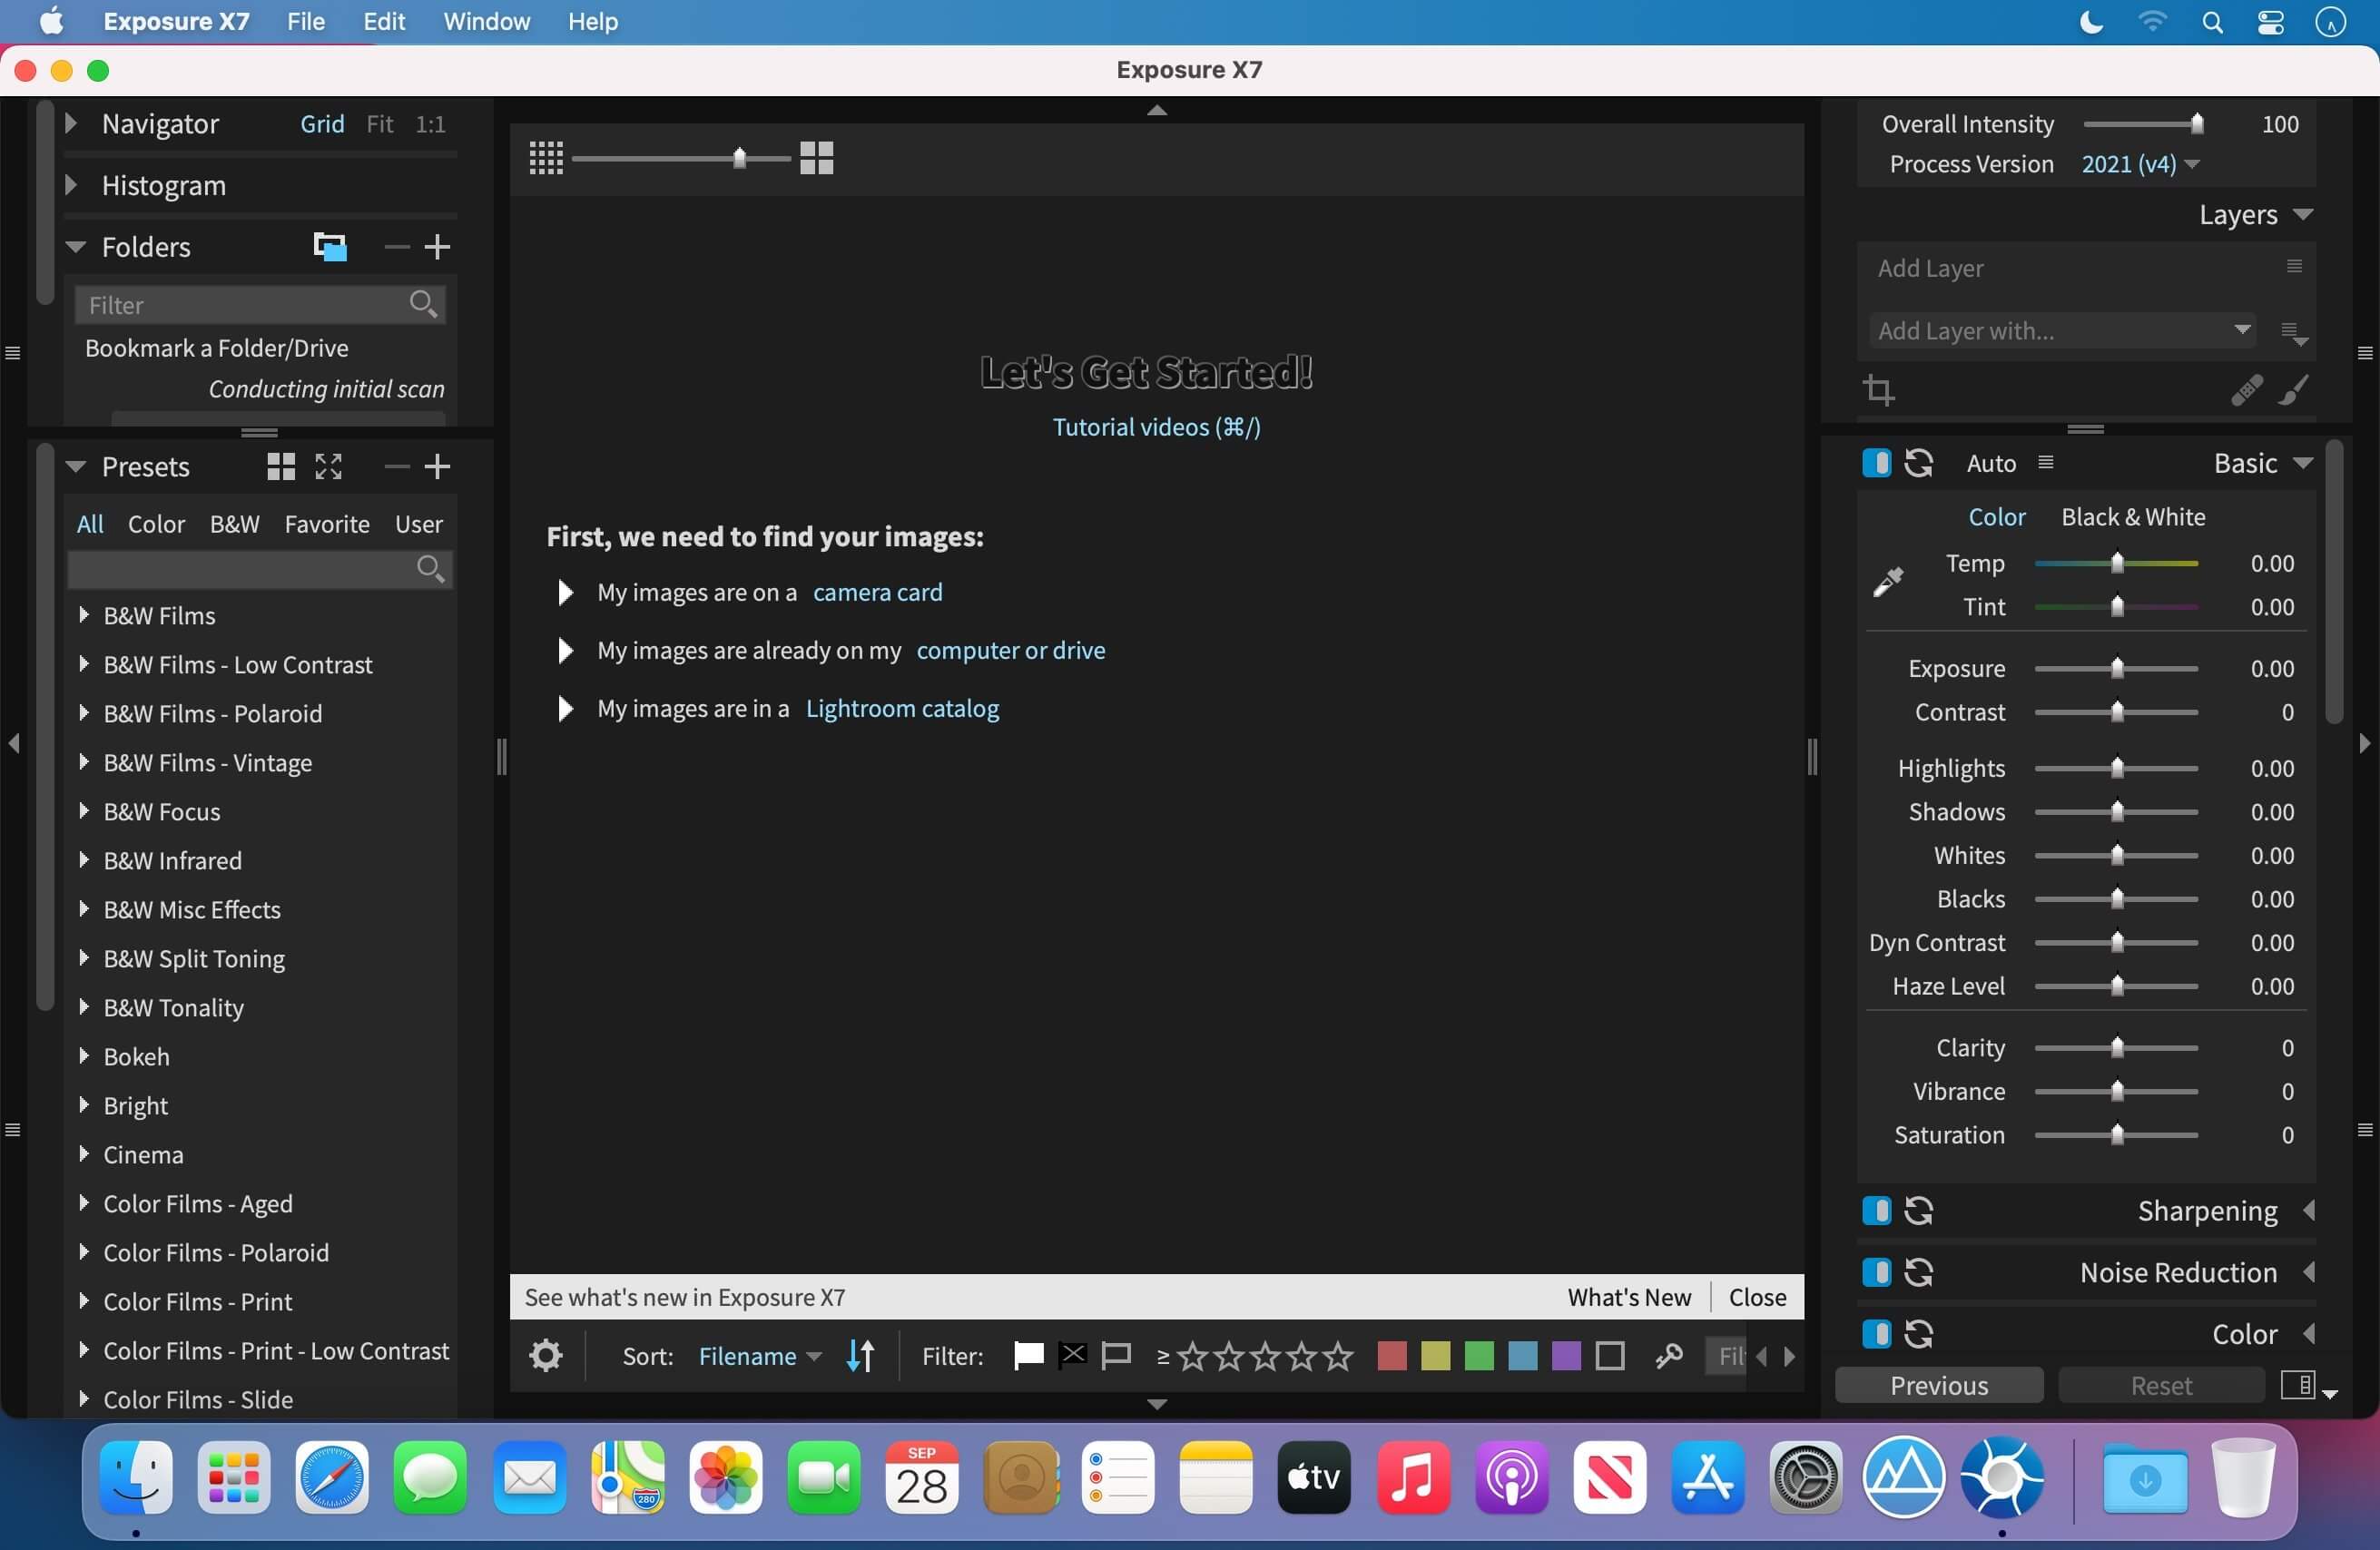 Exposure X7 File Edit Window Help
Exposure X7
Navigator Grid Fit 1:1
Histogram
Folders
Filter
Bookmark a Folder/Drive
Conducting initial scan
Presets
All Color B&W Favorite User
B&W Films
B&W Films - Low Contrast
B&W Films - Polaroid
B&W Films - Vintage
B&W Focus
B&W Infrared
B&W Misc Effects
B&W Split Toning
B&W Tonality
Bokeh
Bright
Cinema
Color Films - Aged
Color Films - Polaroid
Color Films - Print
Color Films - Print - Low Contrast
Color Films - Slide
Let's Get Started!
Tutorial videos (⌘/)
First, we need to find your images:
My images are on a camera card
My images are already on my computer or drive
My images are in a Lightroom catalog
See what's new in Exposure X7 What's New Close
Sort: Filename Filter: ≥ Fil
Overall Intensity 100
Process Version 2021 (v4)
Layers
Add Layer
Add Layer with...
Auto Basic
Color Black & White
Temp 0.00
Tint 0.00
Exposure 0.00
Contrast 0
Highlights 0.00
Shadows 0.00
Whites 0.00
Blacks 0.00
Dyn Contrast 0.00
Haze Level 0.00
Clarity 0
Vibrance 0
Saturation 0
Sharpening
Noise Reduction
Color
Previous Reset
280
SEP
28
tv